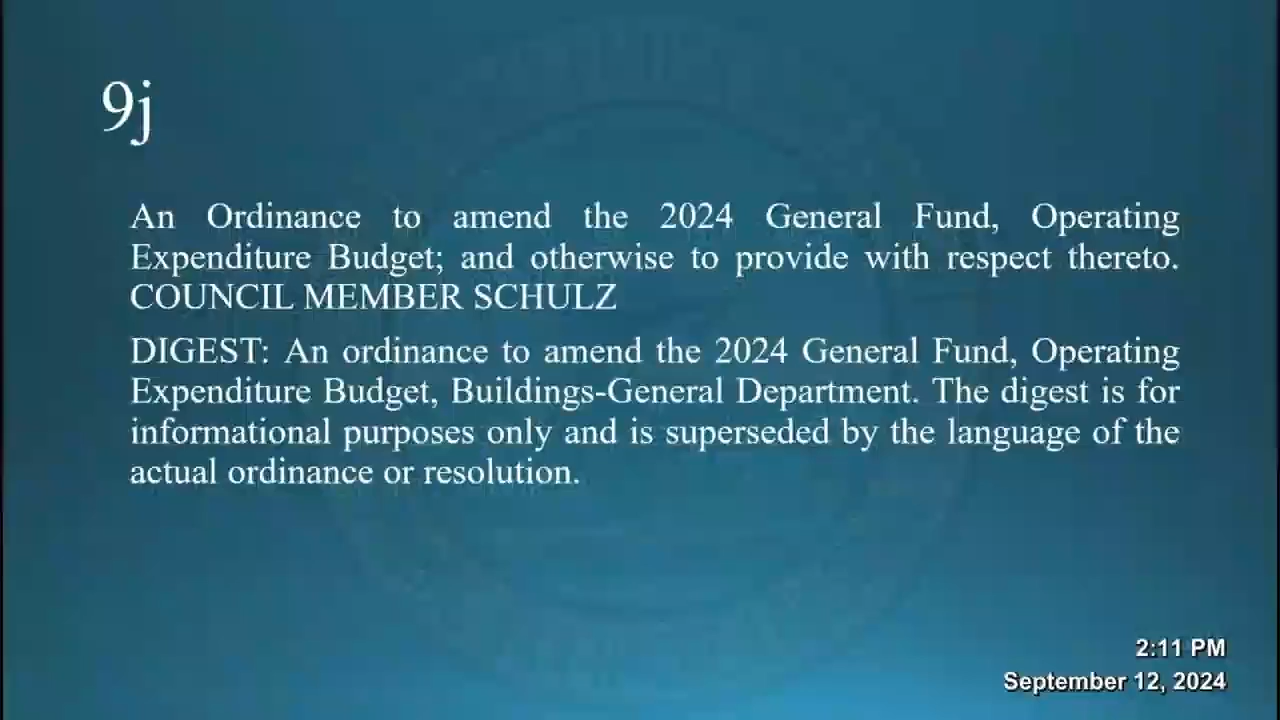 9j
An Ordinance to amend the 2024 General Fund, Operating
Expenditure Budget; and otherwise to provide with respect thereto.
COUNCIL MEMBER SCHULZ
DIGEST: An ordinance to amend the 2024 General Fund, Operating
Expenditure Budget, Buildings-General Department. The digest is for
informational purposes only and is superseded by the language of the
actual ordinance or resolution.
2:11 PM
September 12, 2024